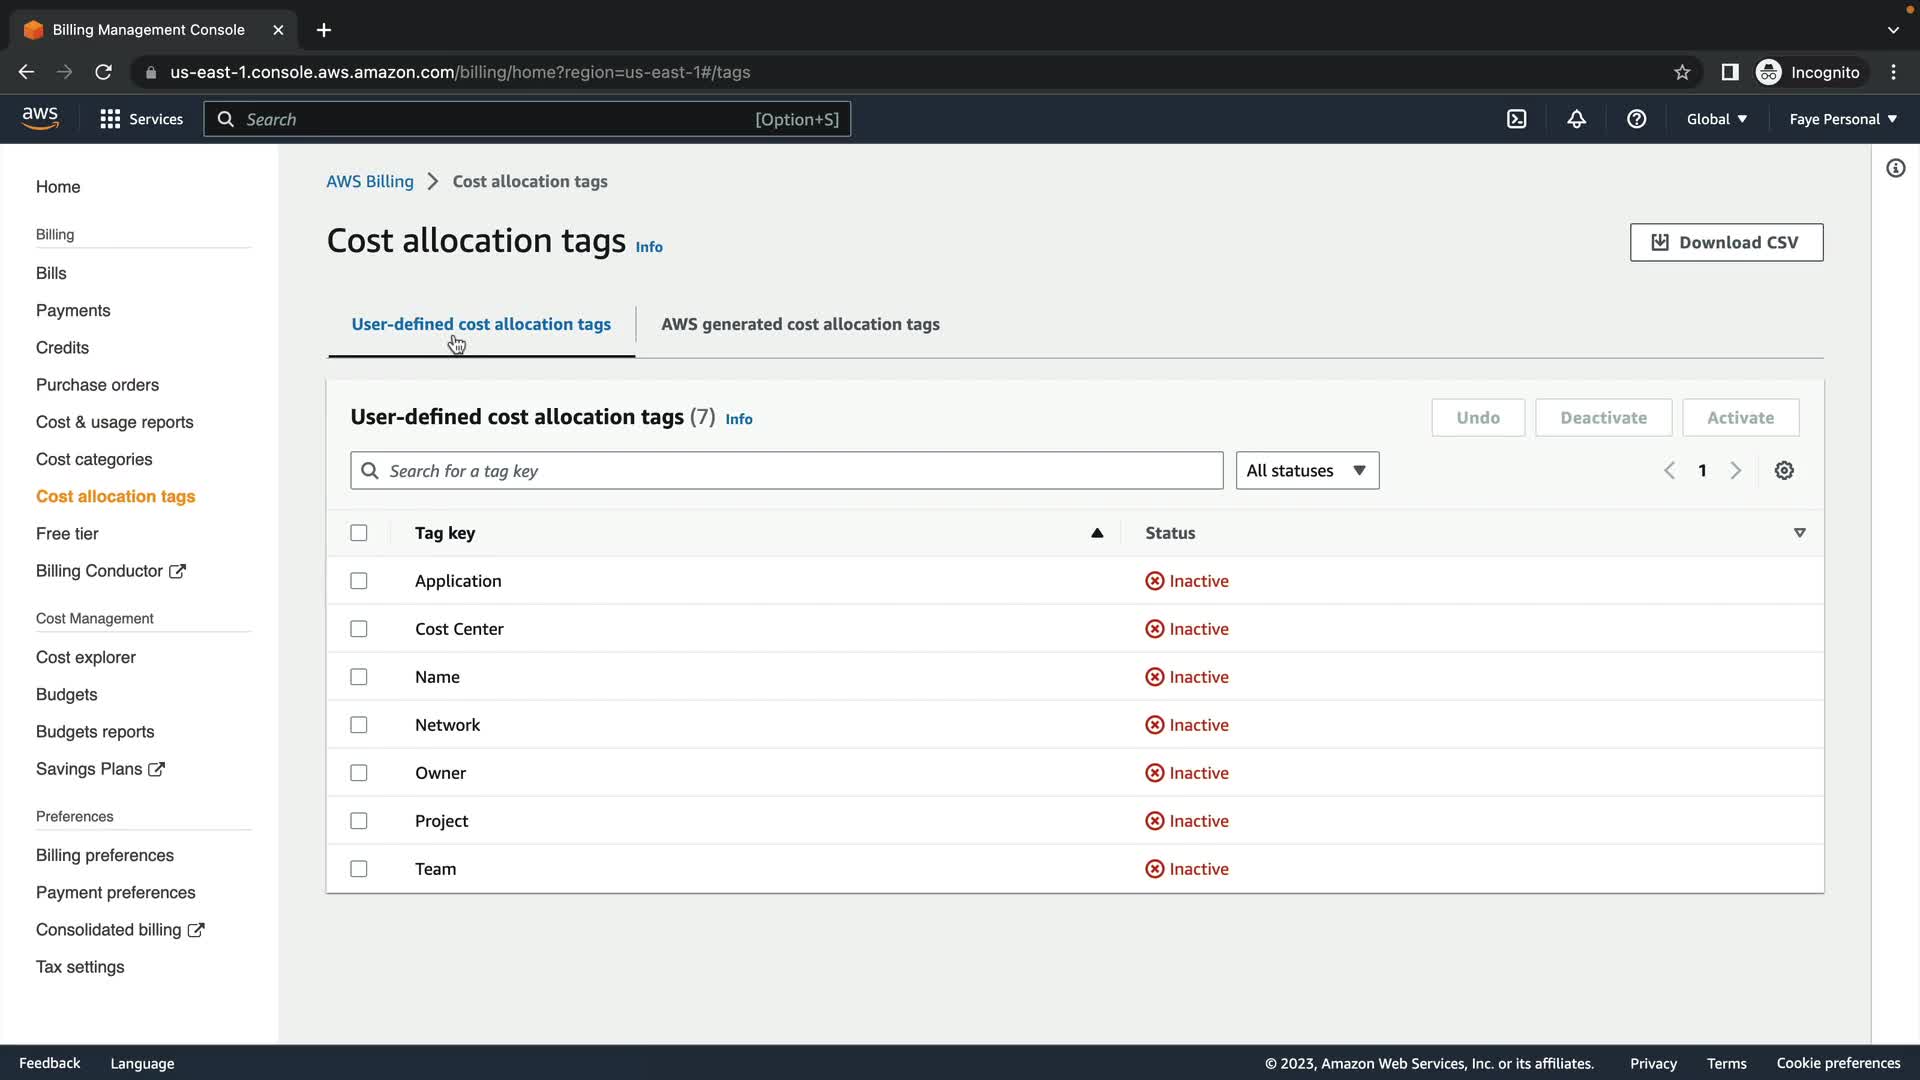 Billing Management Console
us-east-1.console.aws.amazon.com/billing/home?region=us-east-1#/tags
Incognito
aws
Services
Search
[Option+S]
Global
Faye Personal
Home
Billing
Bills
Payments
Credits
Purchase orders
Cost & usage reports
Cost categories
Cost allocation tags
Free tier
Billing Conductor
Cost Management
Cost explorer
Budgets
Budgets reports
Savings Plans
Preferences
Billing preferences
Payment preferences
Consolidated billing
Tax settings
AWS Billing > Cost allocation tags
Cost allocation tags Info
Download CSV
User-defined cost allocation tags
AWS generated cost allocation tags
User-defined cost allocation tags (7) Info
Undo
Deactivate
Activate
Search for a tag key
All statuses
1
Tag key
Status
Application
Inactive
Cost Center
Inactive
Name
Inactive
Network
Inactive
Owner
Inactive
Project
Inactive
Team
Inactive
Feedback
Language
© 2023, Amazon Web Services, Inc. or its affiliates.
Privacy
Terms
Cookie preferences